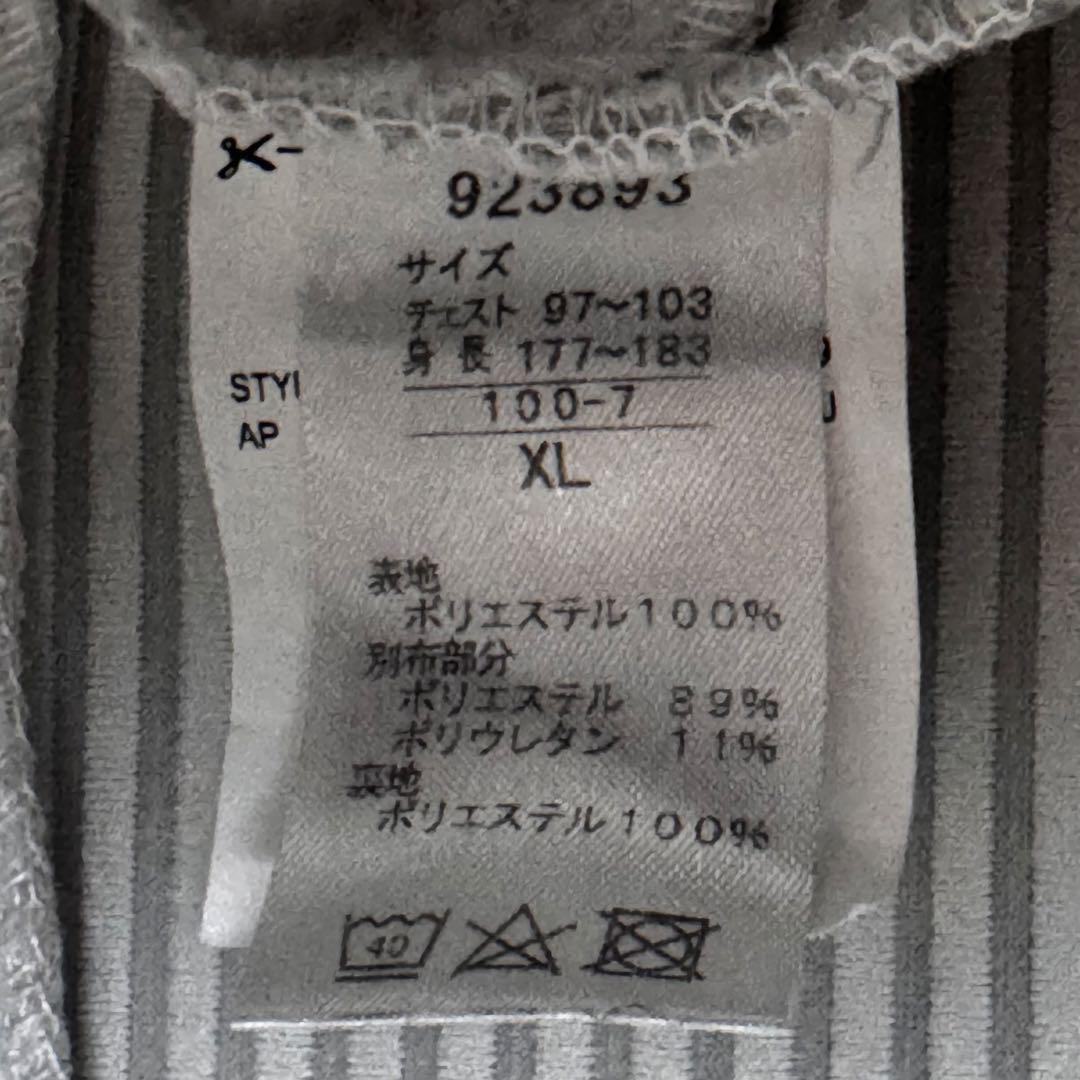 923893
サイズ
チェスト 97~103
身長 177~183
100-7
XL
STYL
AP
表地
ポリエステル100%
別布部分
ポリエステル 89%
ポリウレタン 11%
裏地
ポリエステル100%
40